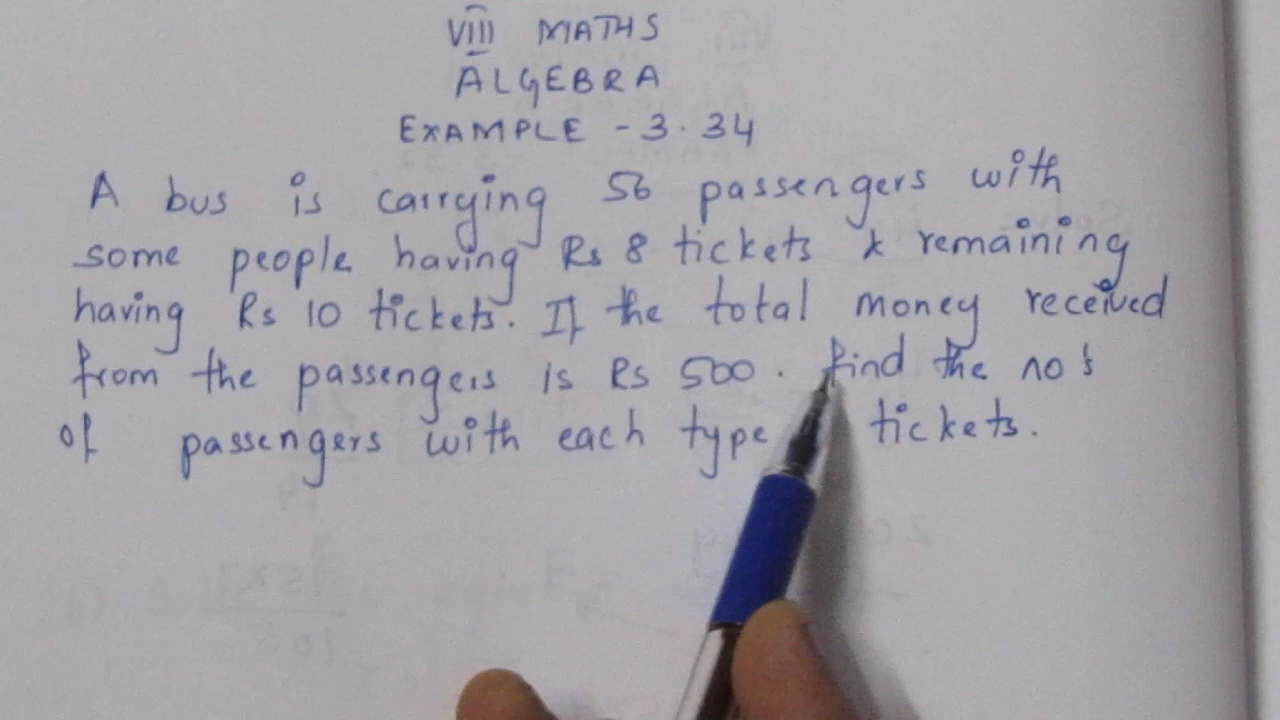 VIII MATHS
ALGEBRA
EXAMPLE - 3.34
A bus is carrying 56 passengers with
some people having Rs 8 tickets & remaining
having Rs 10 tickets. If the total money received
from the passengers is Rs 500. find the no's
of passengers with each type tickets.